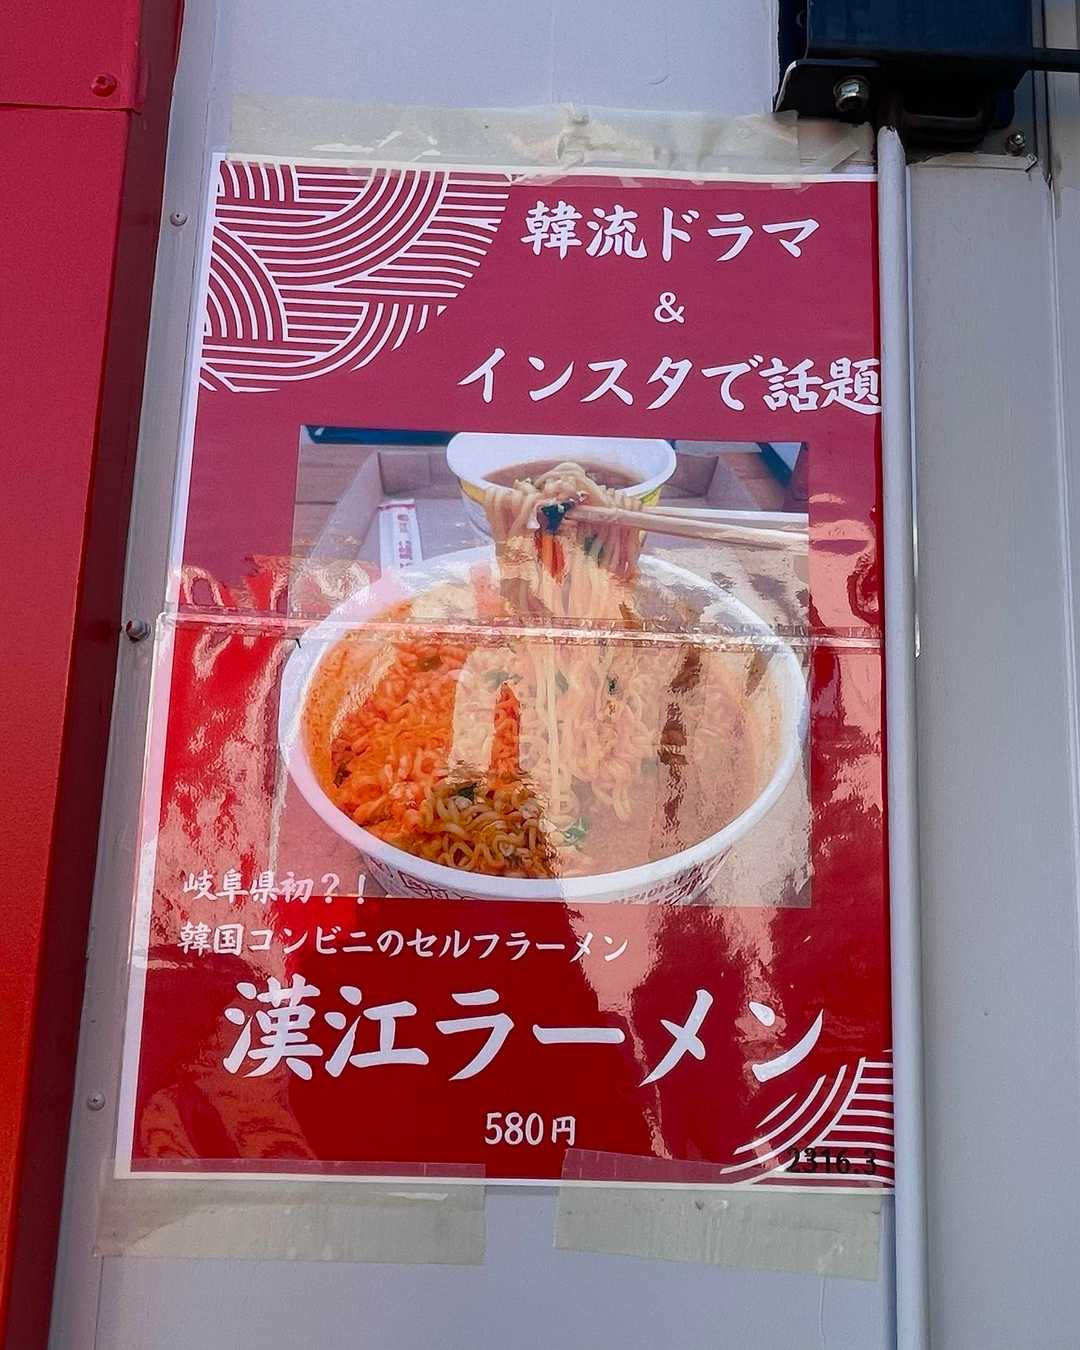 韓流ドラマ
&
インスタで話題
岐阜県初?!
韓国コンビニのセルフラーメン
漢江ラーメン
580円
2316.3